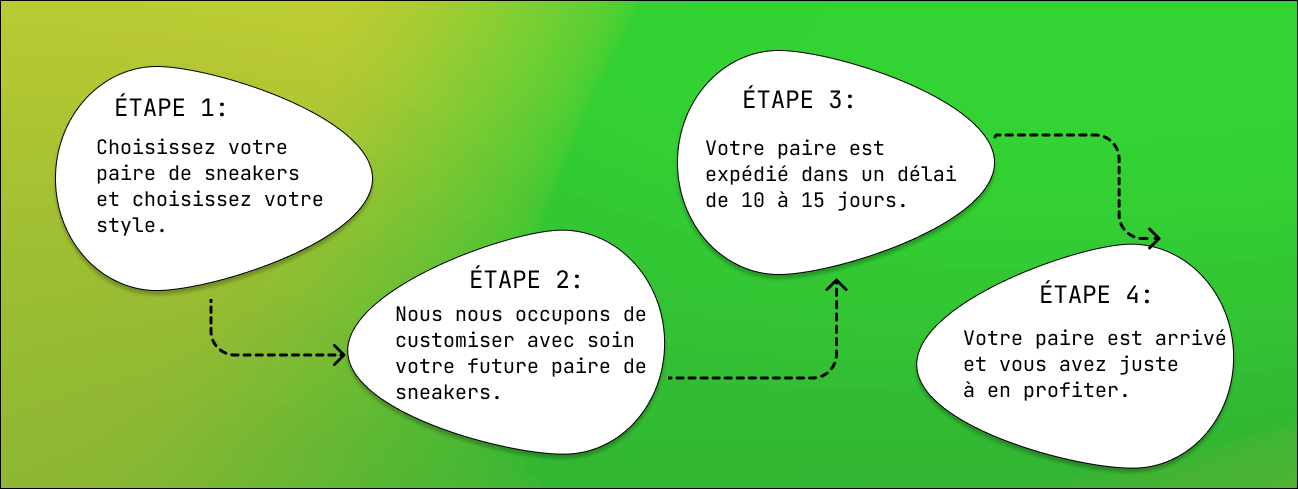 ÉTAPE 1:
Choisissez votre
paire de sneakers
et choisissez votre
style.
ÉTAPE 2:
Nous nous occupons de
customiser avec soin
votre future paire de
sneakers.
ÉTAPE 3:
Votre paire est
expédié dans un délai
de 10 à 15 jours.
ÉTAPE 4:
Votre paire est arrivé
et vous avez juste
à en profiter.